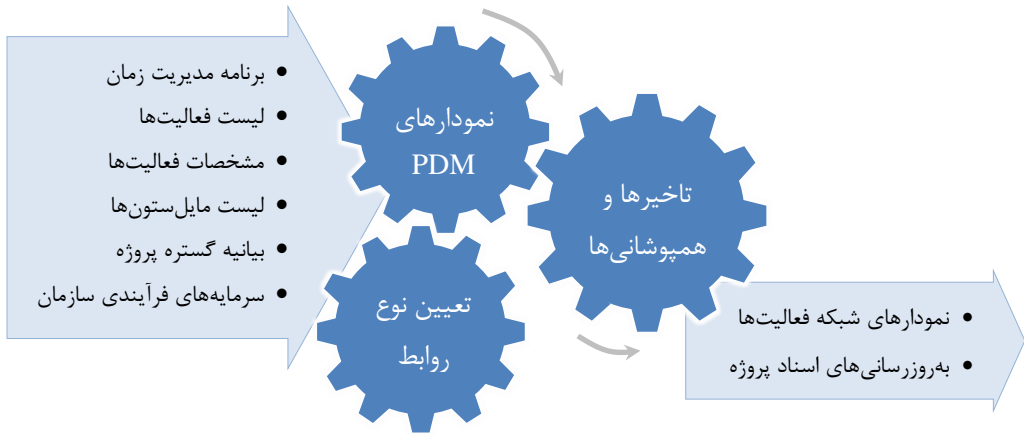 • برنامه مدیریت زمان
• لیست فعالیت‌ها
• مشخصات فعالیت‌ها
• لیست مایل‌ستون‌ها
• بیانیه گستره پروژه
• سرمایه‌های فرآیندی سازمان
نمودارهای
PDM
تعیین نوع
روابط
تاخیرها و
همپوشانی‌ها
• نمودارهای شبکه فعالیت‌ها
• به‌روزرسانی‌های اسناد پروژه